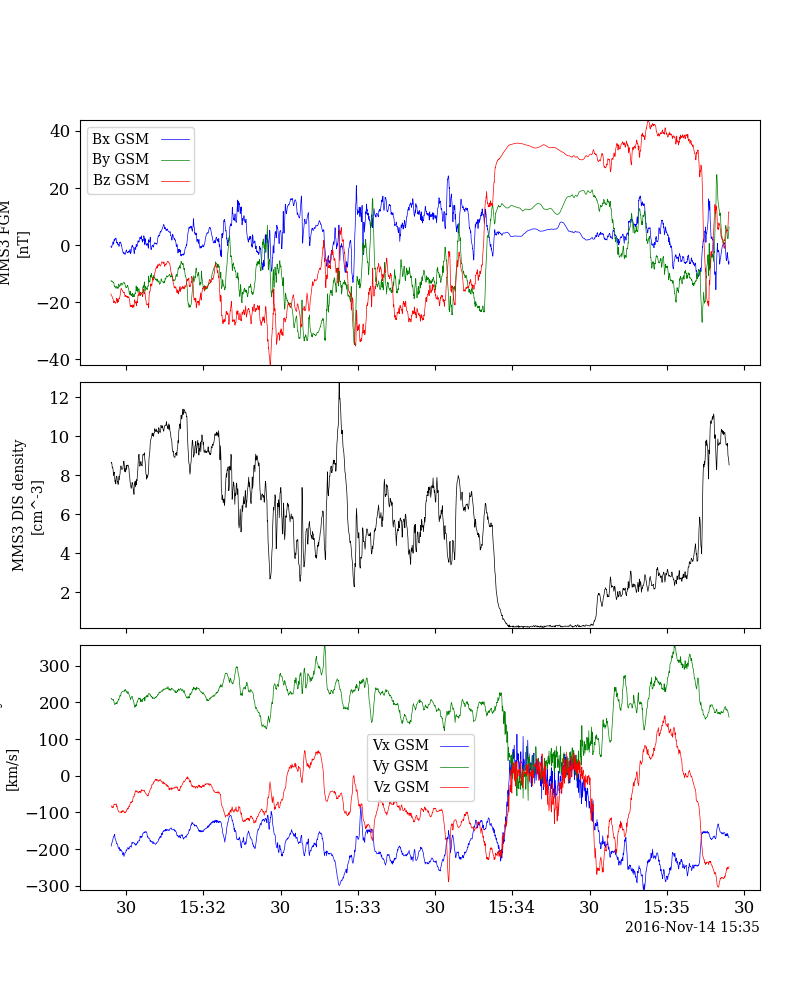 40
20
0
−20
−40
MMS3 FGM
[nT]
Bx GSM
By GSM
Bz GSM
12
10
8
6
4
2
MMS3 DIS density
[cm^-3]
300
200
100
0
−100
−200
−300
[km/s]
Vx GSM
Vy GSM
Vz GSM
30 15:32 30 15:33 30 15:34 30 15:35 30
2016-Nov-14 15:35